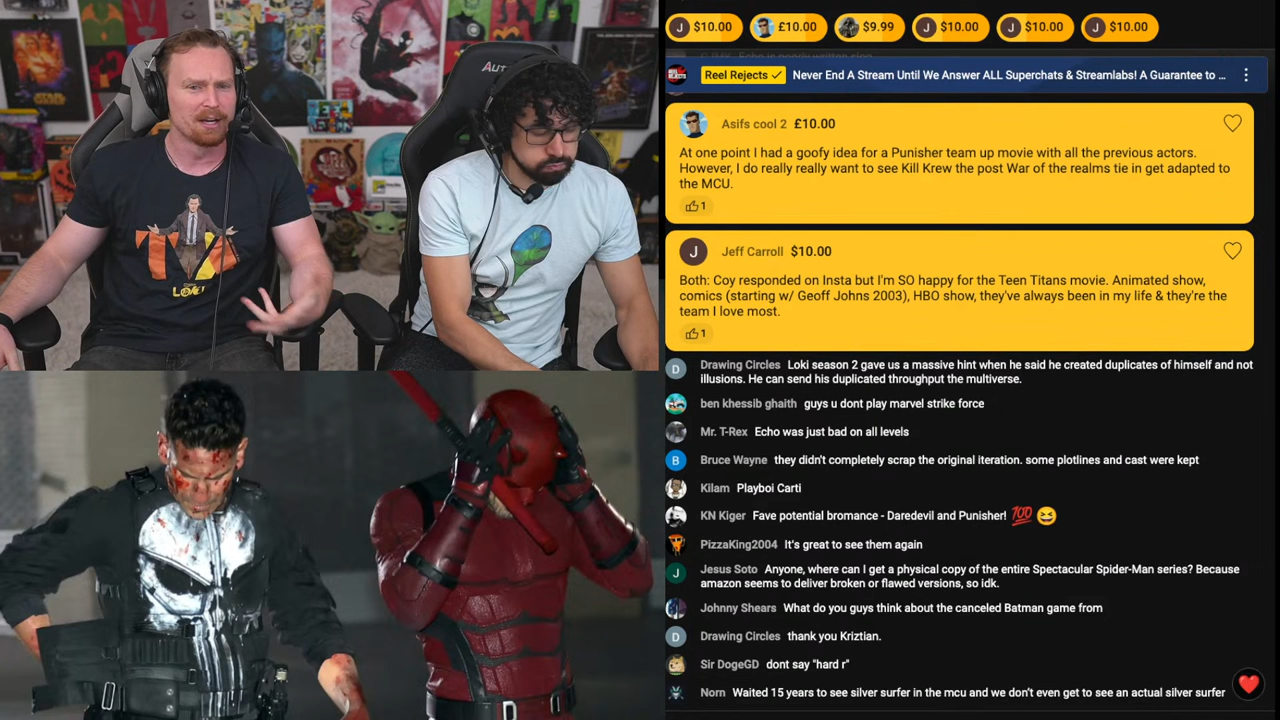 $10.00 £10.00 $9.99 $10.00 $10.00 $10.00
Reel Rejects Never End A Stream Until We Answer ALL Superchats & Streamlabs! A Guarantee to ...
Asifs cool 2 £10.00
At one point I had a goofy idea for a Punisher team up movie with all the previous actors.
However, I do really really want to see Kill Krew the post War of the realms tie in get adapted to
the MCU.
1
J Jeff Carroll $10.00
Both: Coy responded on Insta but I'm SO happy for the Teen Titans movie. Animated show,
comics (starting w/ Geoff Johns 2003), HBO show, they've always been in my life & they're the
team I love most.
1
D Drawing Circles Loki season 2 gave us a massive hint when he said he created duplicates of himself and not
illusions. He can send his duplicated throughput the multiverse.
ben khessib ghaith guys u dont play marvel strike force
Mr. T-Rex Echo was just bad on all levels
B Bruce Wayne they didn't completely scrap the original iteration. some plotlines and cast were kept
Kilam Playboi Carti
KN Kiger Fave potential bromance - Daredevil and Punisher! 💯 😆
PizzaKing2004 It's great to see them again
J Jesus Soto Anyone, where can I get a physical copy of the entire Spectacular Spider-Man series? Because
amazon seems to deliver broken or flawed versions, so idk.
Johnny Shears What do you guys think about the canceled Batman game from
D Drawing Circles thank you Kriztian.
Sir DogeGD dont say "hard r"
Norn Waited 15 years to see silver surfer in the mcu and we don't even get to see an actual silver surfer
TVA
LOKI
AUT